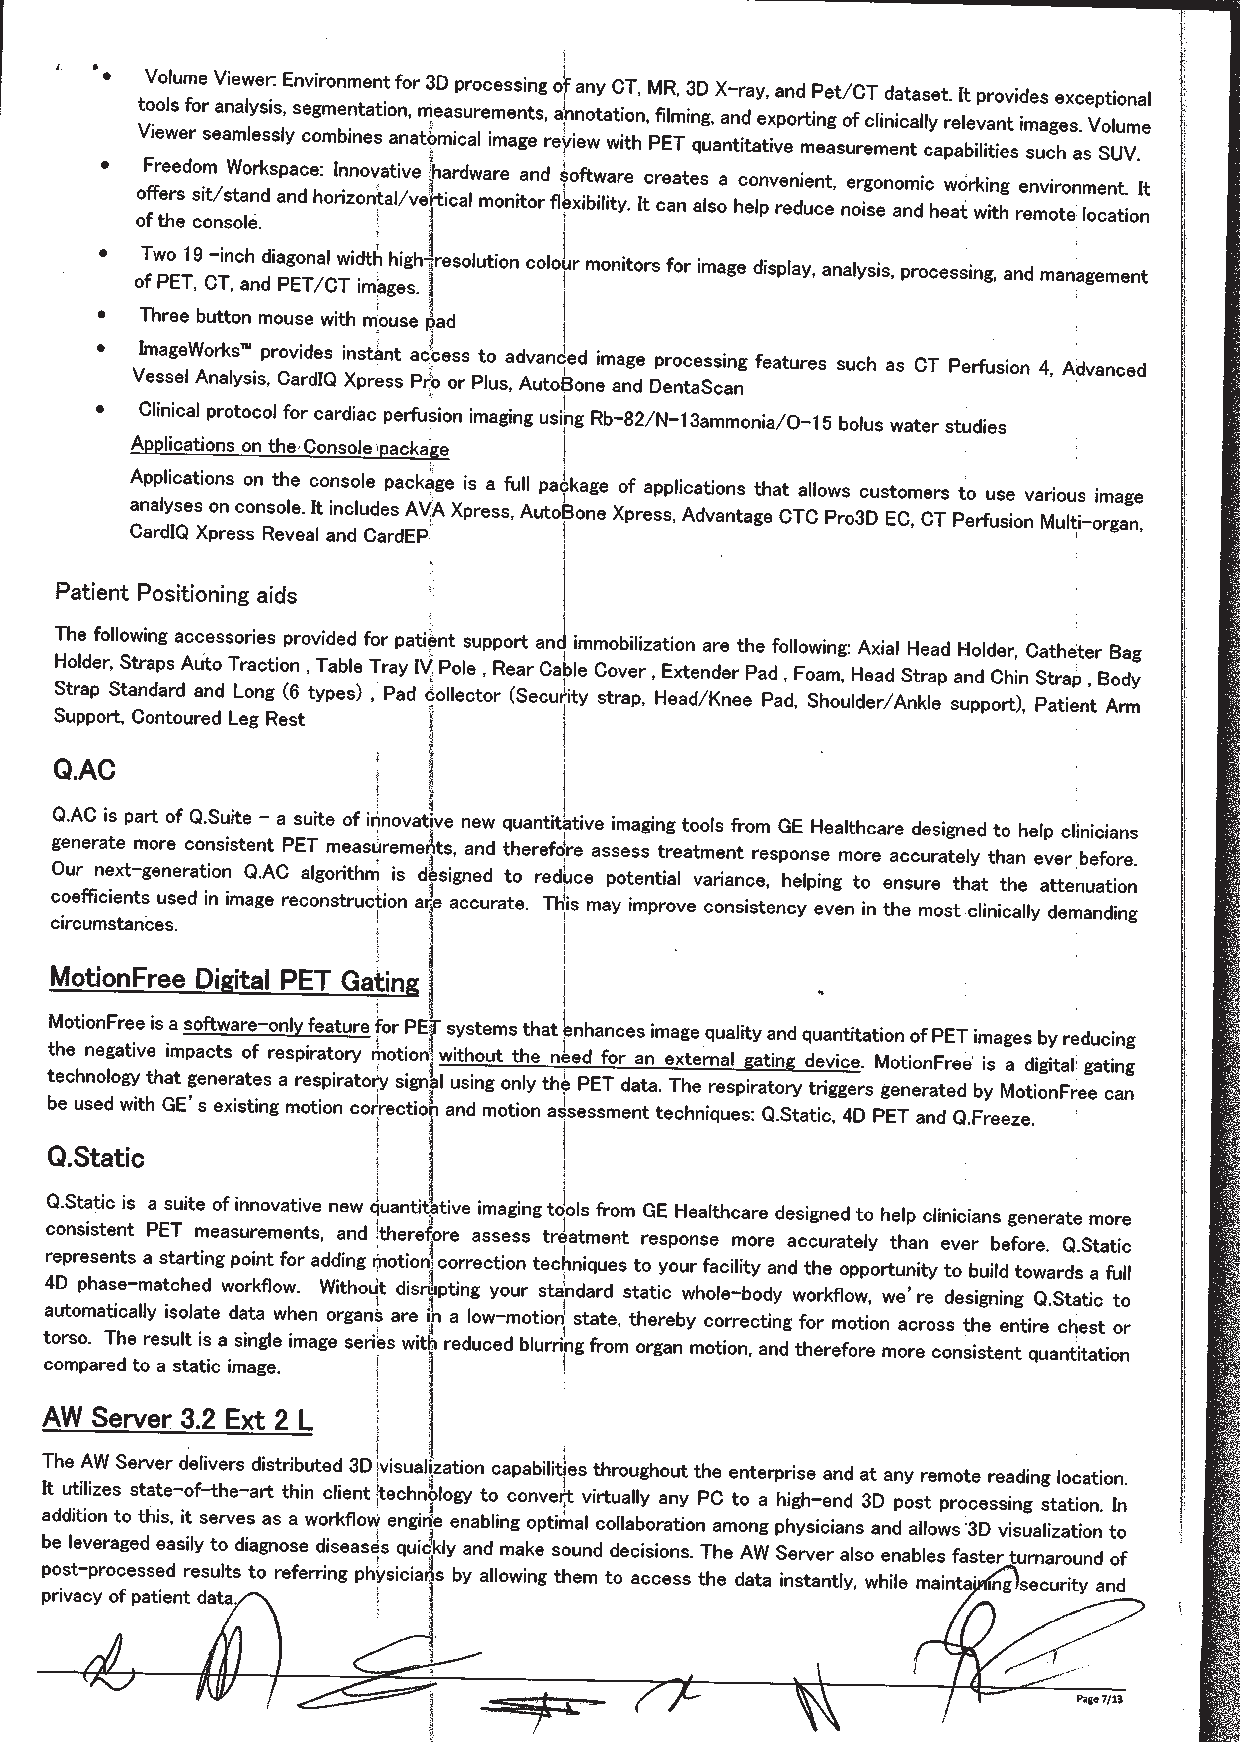 • Volume Viewer: Environment for 3D processing of any CT, MR, 3D X-ray, and Pet/CT dataset. It provides exceptional
tools for analysis, segmentation, measurements, annotation, filming, and exporting of clinically relevant images. Volume
Viewer seamlessly combines anatomical image review with PET quantitative measurement capabilities such as SUV.
• Freedom Workspace: Innovative hardware and software creates a convenient, ergonomic working environment. It
offers sit/stand and horizontal/vertical monitor flexibility. It can also help reduce noise and heat with remote location
of the console.
• Two 19 -inch diagonal width high-resolution colour monitors for image display, analysis, processing, and management
of PET, CT, and PET/CT images.
• Three button mouse with mouse pad
• ImageWorks™ provides instant access to advanced image processing features such as CT Perfusion 4, Advanced
Vessel Analysis, CardIQ Xpress Pro or Plus, AutoBone and DentaScan
• Clinical protocol for cardiac perfusion imaging using Rb-82/N-13ammonia/O-15 bolus water studies
Applications on the Console package
Applications on the console package is a full package of applications that allows customers to use various image
analyses on console. It includes AVA Xpress, AutoBone Xpress, Advantage CTC Pro3D EC, CT Perfusion Multi-organ,
CardIQ Xpress Reveal and CardEP
Patient Positioning aids
The following accessories provided for patient support and immobilization are the following: Axial Head Holder, Catheter Bag
Holder, Straps Auto Traction , Table Tray IV Pole , Rear Cable Cover , Extender Pad , Foam, Head Strap and Chin Strap , Body
Strap Standard and Long (6 types) , Pad collector (Security strap, Head/Knee Pad, Shoulder/Ankle support), Patient Arm
Support, Contoured Leg Rest
Q.AC
Q.AC is part of Q.Suite - a suite of innovative new quantitative imaging tools from GE Healthcare designed to help clinicians
generate more consistent PET measurements, and therefore assess treatment response more accurately than ever before.
Our next-generation Q.AC algorithm is designed to reduce potential variance, helping to ensure that the attenuation
coefficients used in image reconstruction are accurate. This may improve consistency even in the most clinically demanding
circumstances.
MotionFree Digital PET Gating
MotionFree is a software-only feature for PET systems that enhances image quality and quantitation of PET images by reducing
the negative impacts of respiratory motion without the need for an external gating device. MotionFree is a digital gating
technology that generates a respiratory signal using only the PET data. The respiratory triggers generated by MotionFree can
be used with GE's existing motion correction and motion assessment techniques: Q.Static, 4D PET and Q.Freeze.
Q.Static
Q.Static is a suite of innovative new quantitative imaging tools from GE Healthcare designed to help clinicians generate more
consistent PET measurements, and therefore assess treatment response more accurately than ever before. Q.Static
represents a starting point for adding motion correction techniques to your facility and the opportunity to build towards a full
4D phase-matched workflow. Without disrupting your standard static whole-body workflow, we're designing Q.Static to
automatically isolate data when organs are in a low-motion state, thereby correcting for motion across the entire chest or
torso. The result is a single image series with reduced blurring from organ motion, and therefore more consistent quantitation
compared to a static image.
AW Server 3.2 Ext 2 L
The AW Server delivers distributed 3D visualization capabilities throughout the enterprise and at any remote reading location.
It utilizes state-of-the-art thin client technology to convert virtually any PC to a high-end 3D post processing station. In
addition to this, it serves as a workflow engine enabling optimal collaboration among physicians and allows 3D visualization to
be leveraged easily to diagnose diseases quickly and make sound decisions. The AW Server also enables faster turnaround of
post-processed results to referring physicians by allowing them to access the data instantly, while maintaining security and
privacy of patient data.
Page 7/13